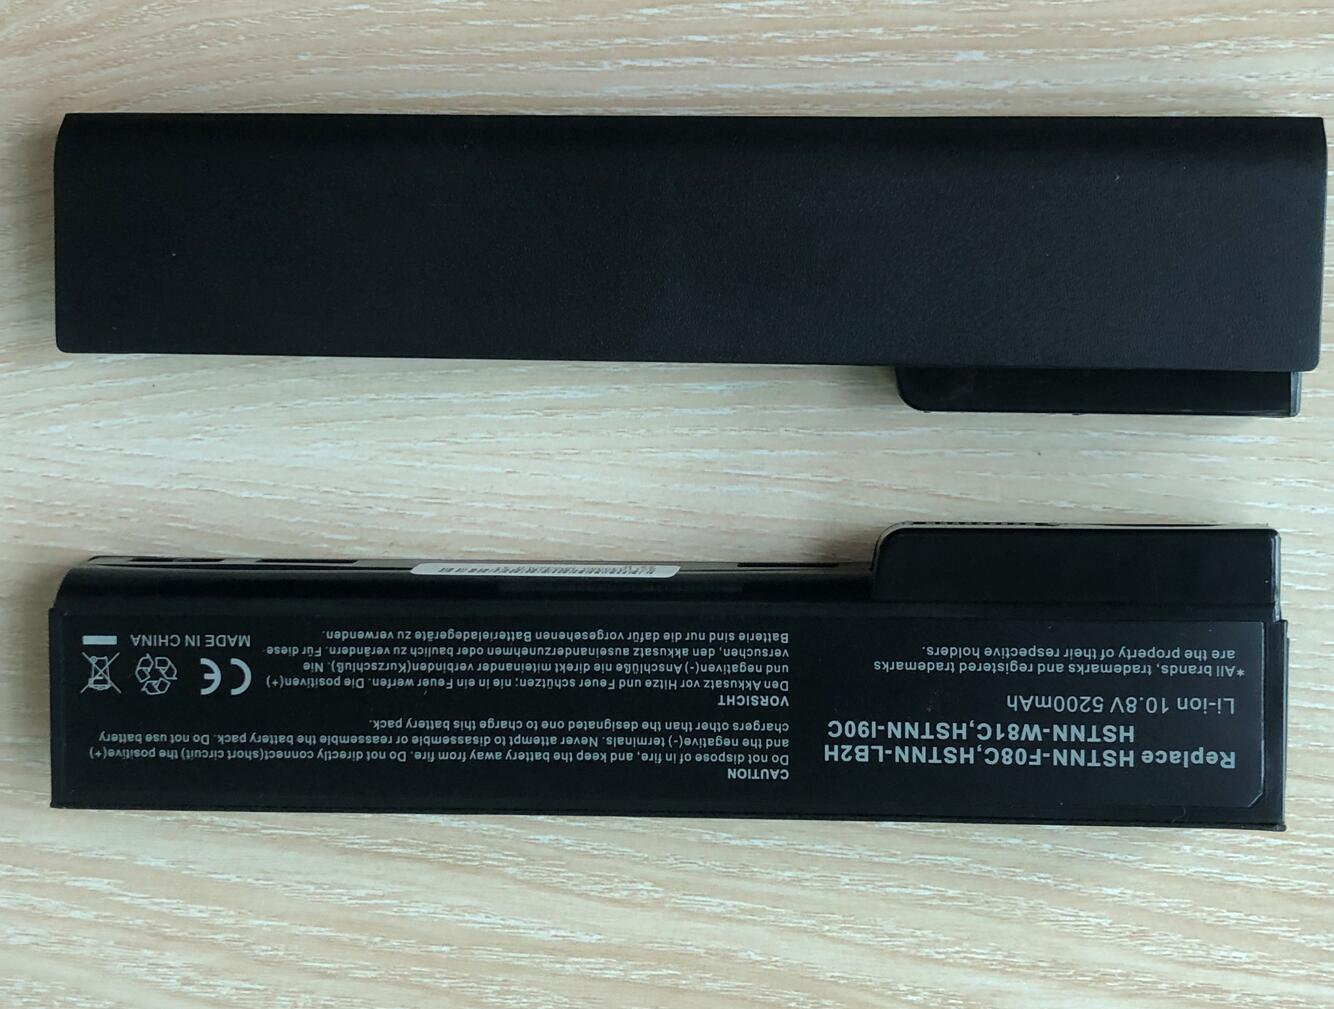 Replace HSTNN-F08C,HSTNN-LB2H
HSTNN-W81C,HSTNN-I90C
Li-ion 10.8V 5200mAh
*All brands, trademarks and registered trademarks
are the property of their respective holders.
CAUTION
Do not dispose of in fire, and keep the battery away from fire. Do not directly connect(short circuit) the positive(+)
and the negative(-) terminals. Never attempt to disassemble or reassemble the battery pack. Do not use battery
chargers other than the designated one to charge this battery pack.
VORSICHT
Den Akkusatz vor Hitze und Feuer schützen; nie in ein Feuer werfen. Die positiven(+)
und negativen(-) Anschlüße nie direkt miteinander verbinden(Kurzschluß). Nie
versuchen, den, akkusatz auseinanderzunehmen oder baulich zu verändern. Für diese-
Batterie sind nur die dafür vorgesehenen Batterieladegeräte zu verwenden.
CE
MADE IN CHINA